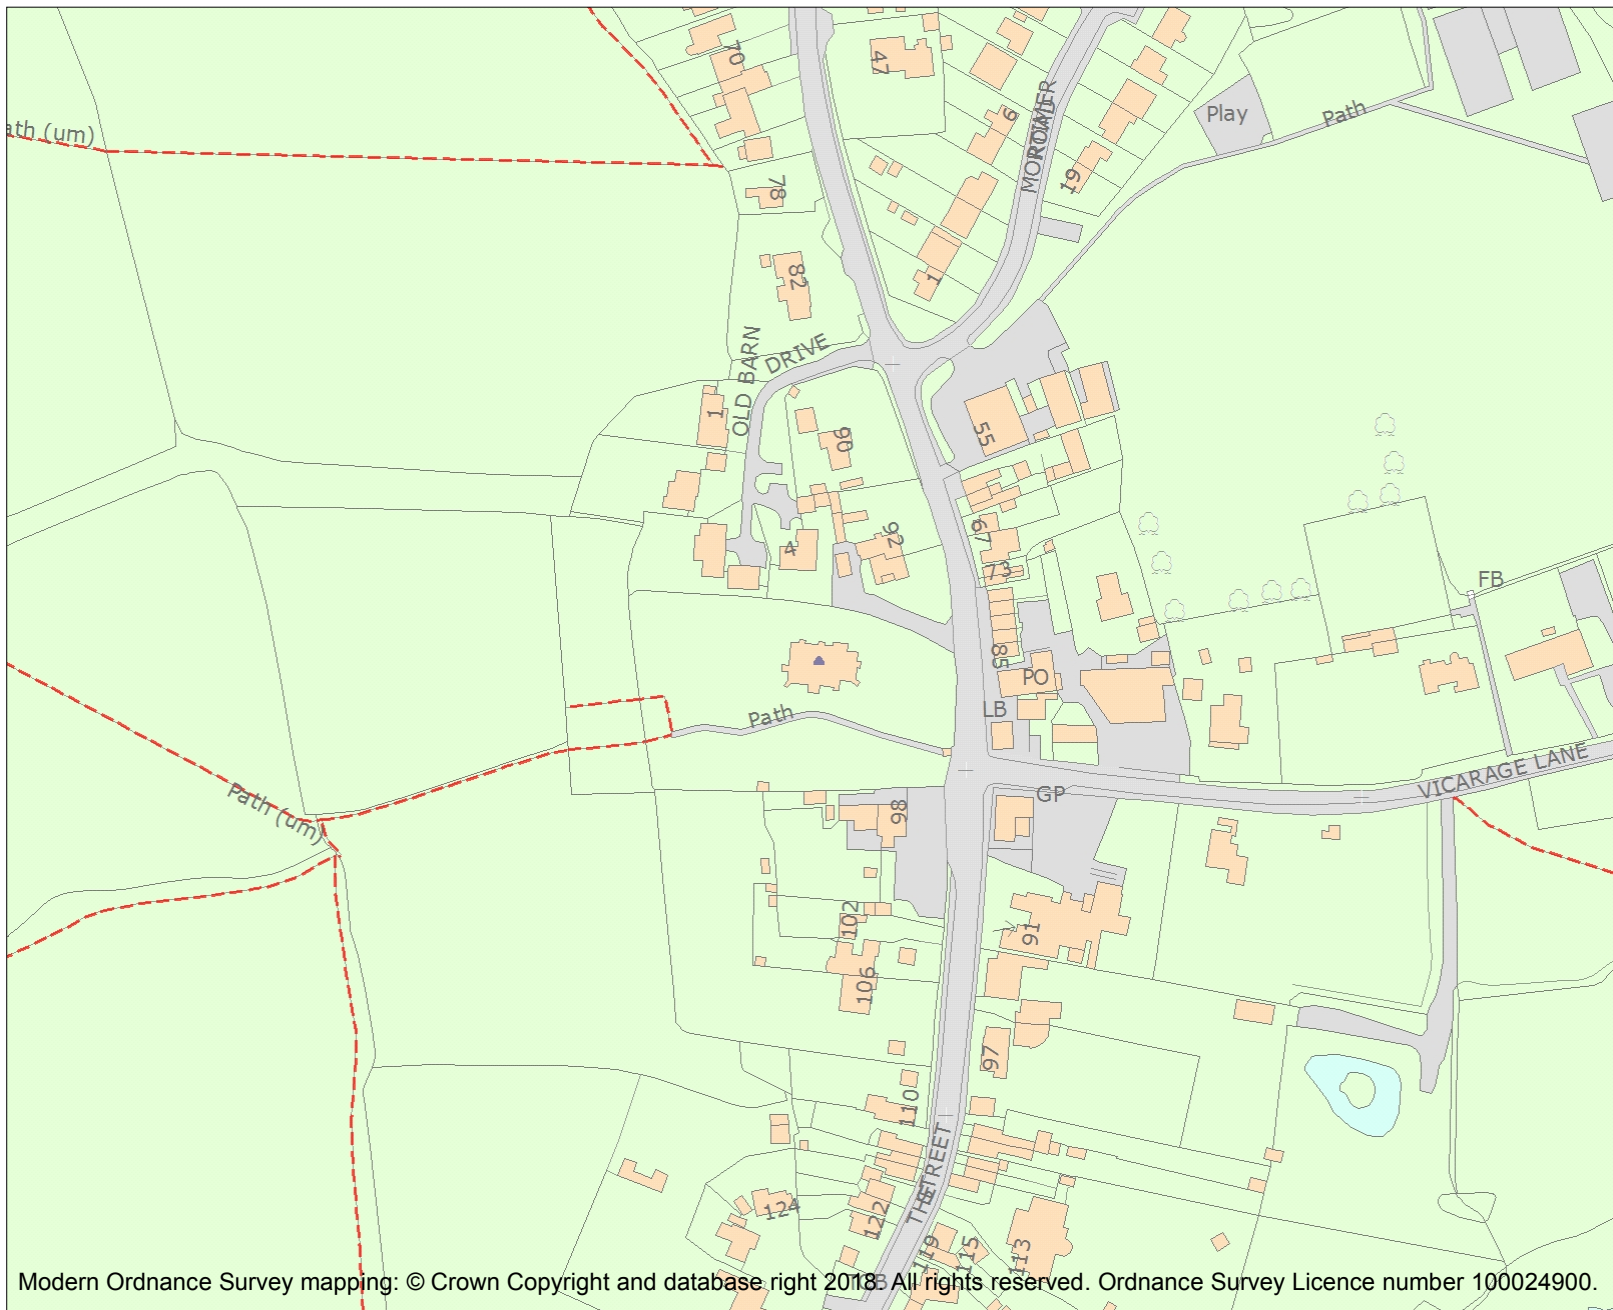 70
47
MORTIMER
ROAD
6
Play
Path
ath (um)
78
19
82
1
OLD BARN
DRIVE
1
90
55
4
92
67
73
FB
85
PO
LB
Path
VICARAGE LANE
GP
Path (um)
98
102
91
106
97
110
THE
STREET
124
122
119
115
113
Modern Ordnance Survey mapping: © Crown Copyright and database right 2018. All rights reserved. Ordnance Survey Licence number 100024900.